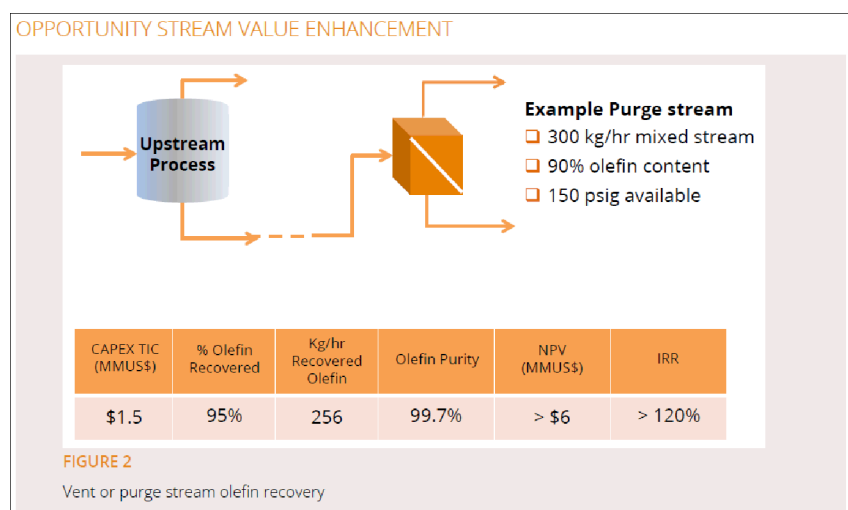 OPPORTUNITY STREAM VALUE ENHANCEMENT
Upstream
Process
Example Purge stream
300 kg/hr mixed stream
90% olefin content
150 psig available
CAPEX TIC
(MMUS$)
% Olefin
Recovered
Kg/hr
Recovered
Olefin
Olefin Purity
NPV
(MMUS$)
IRR
$1.5
95%
256
99.7%
> $6
> 120%
FIGURE 2
Vent or purge stream olefin recovery